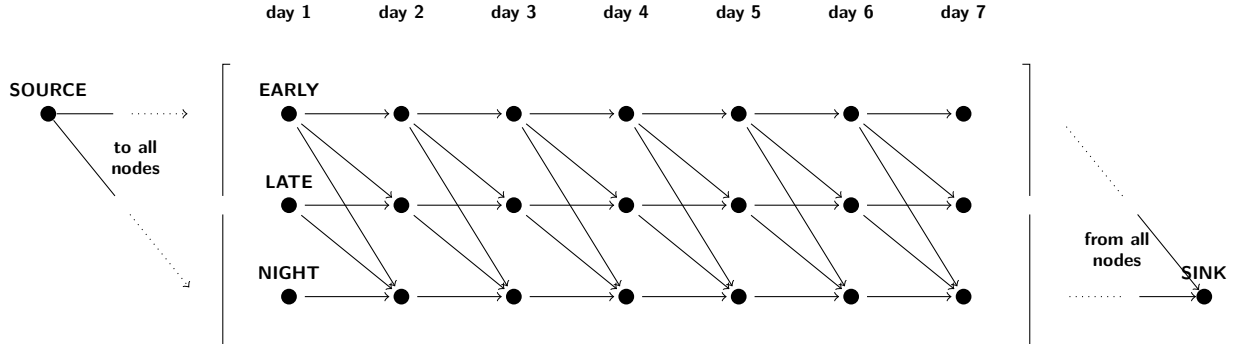 day 1 day 2 day 3 day 4 day 5 day 6 day 7
SOURCE
EARLY
to all
nodes
LATE
from all
nodes
NIGHT
SINK